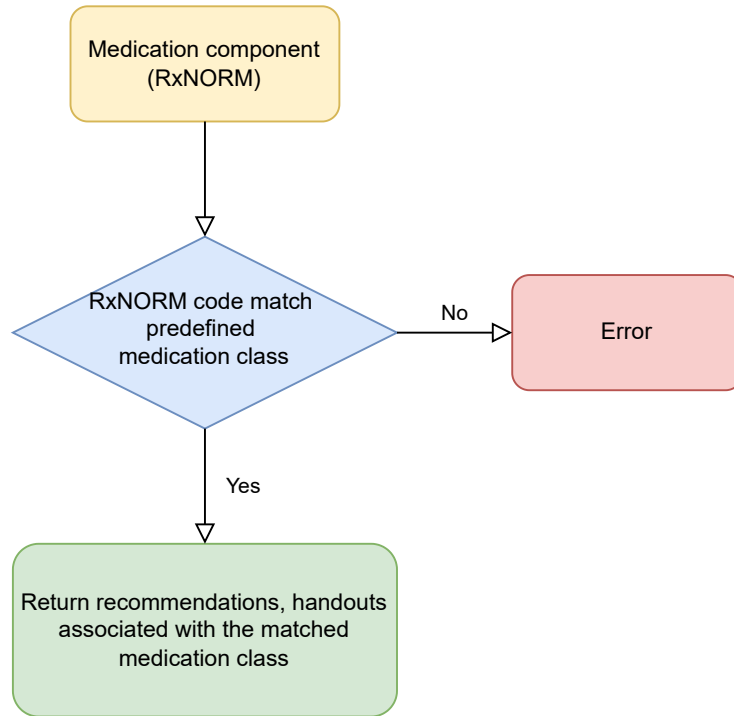 Medication component
(RxNORM)
RxNORM code match
predefined
medication class
No
Error
Yes
Return recommendations, handouts
associated with the matched
medication class